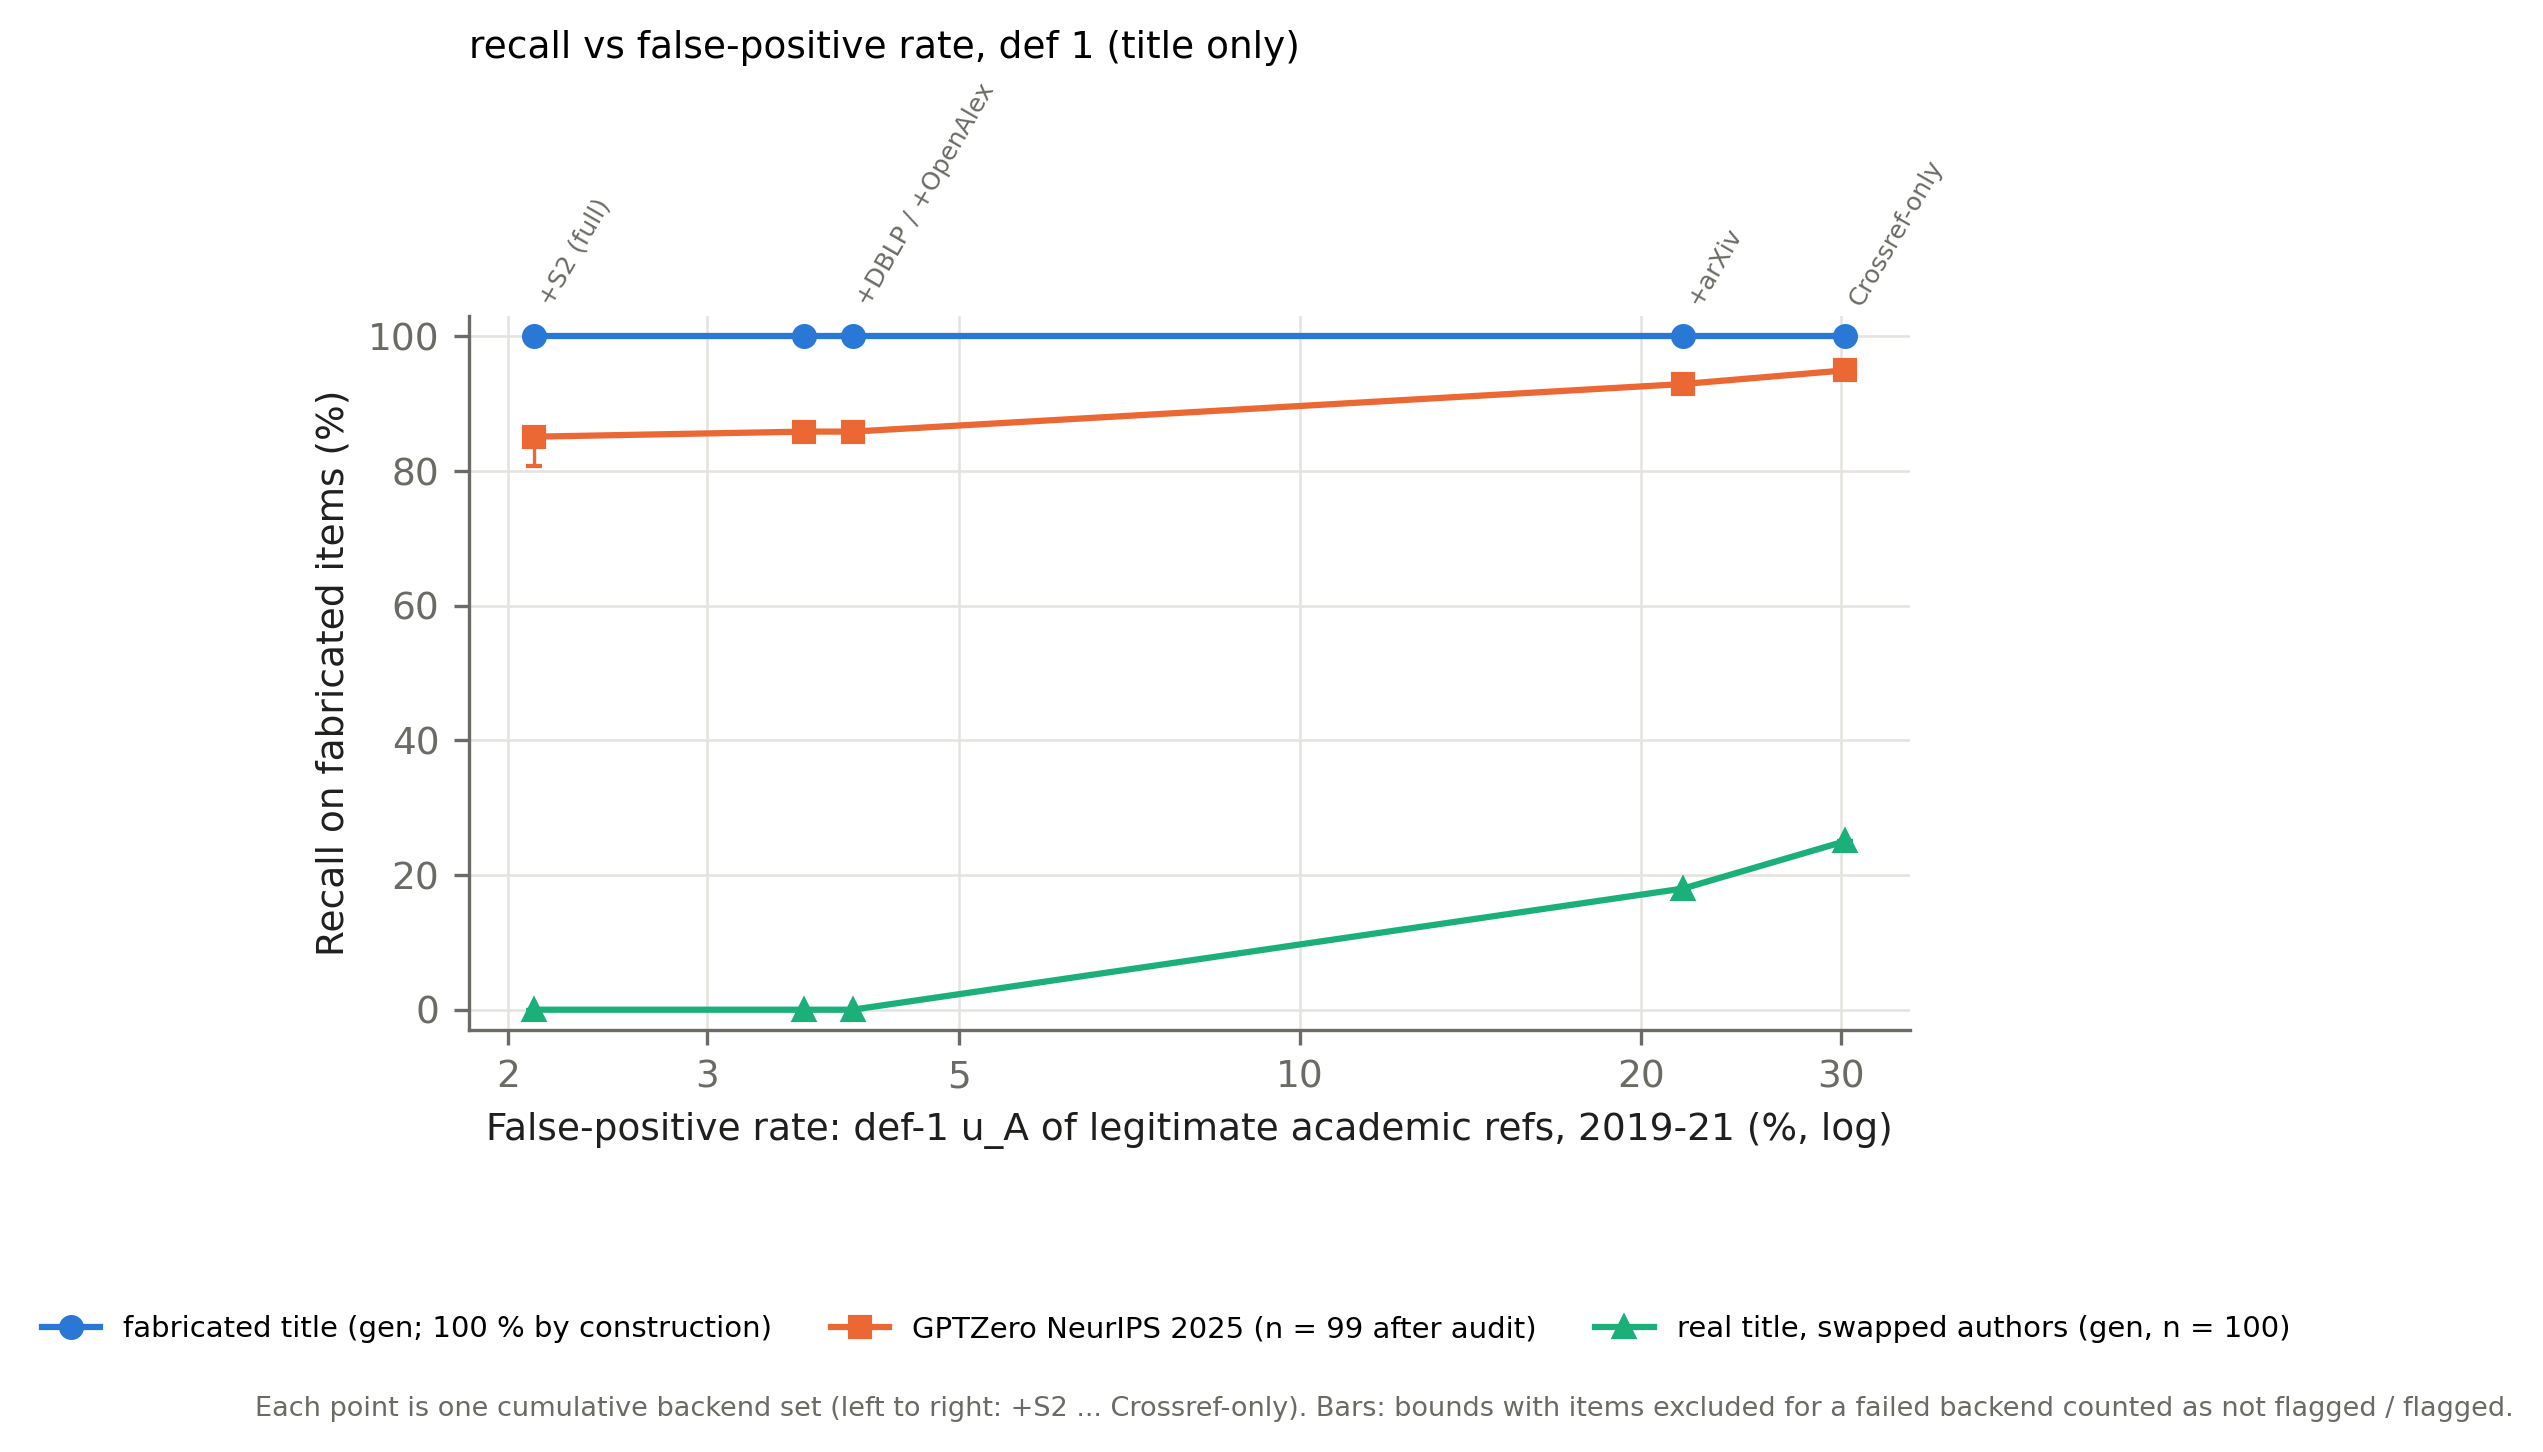 recall vs false-positive rate, def 1 (title only)
+S2 (full)
+DBLP / +OpenAlex
+arXiv
Crossref-only
Recall on fabricated items (%)
100
80
60
40
20
0
2
3
5
10
20
30
False-positive rate: def-1 u_A of legitimate academic refs, 2019-21 (%, log)
fabricated title (gen; 100 % by construction)
GPTZero NeurIPS 2025 (n = 99 after audit)
real title, swapped authors (gen, n = 100)
Each point is one cumulative backend set (left to right: +S2 ... Crossref-only). Bars: bounds with items excluded for a failed backend counted as not flagged / flagged.